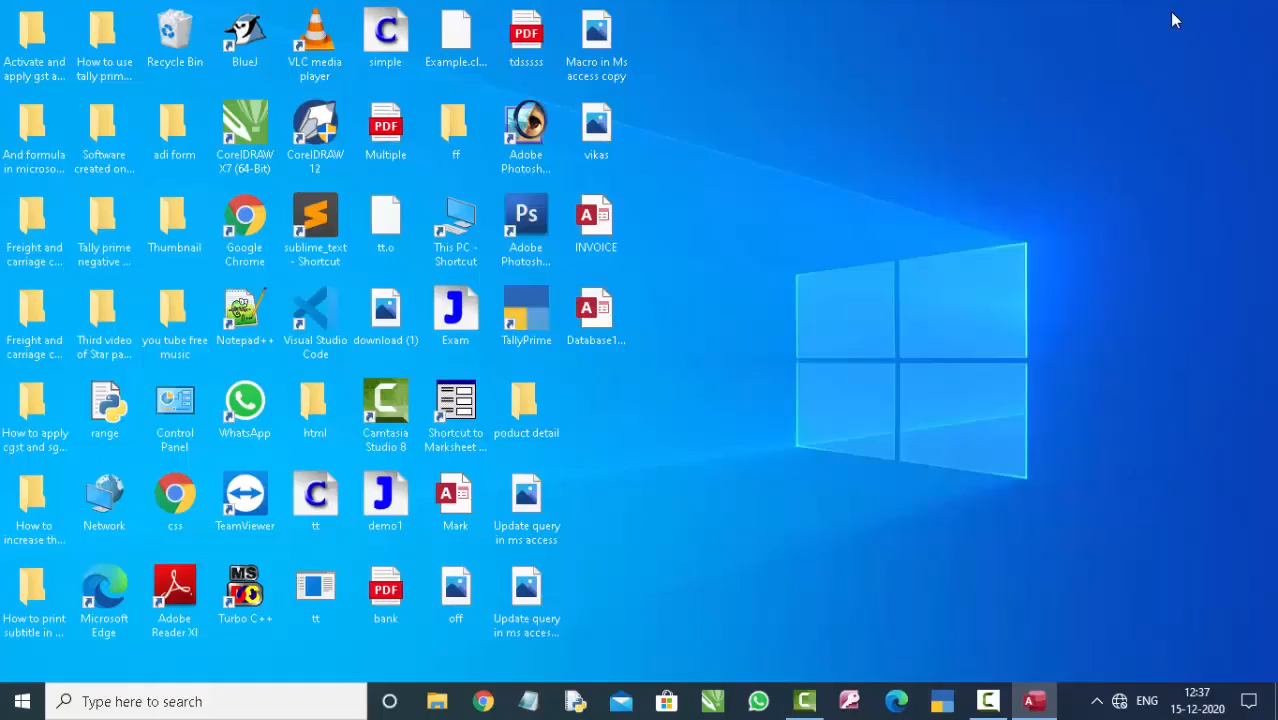 Activate and
apply gst a...
How to use
tally prim...
Recycle Bin
BlueJ
VLC media
player
simple
Example.cl...
PDF
tdsssss
Macro in Ms
access copy
And formula
in microso...
Software
created on...
adi form
CorelDRAW
X7 (64-Bit)
CorelDRAW
12
PDF
Multiple
ff
Adobe
Photosh...
vikas
Freight and
carriage c...
Tally prime
negative ...
Thumbnail
Google
Chrome
sublime_text
- Shortcut
tt.o
This PC -
Shortcut
Ps
Adobe
Photosh...
A
INVOICE
Freight and
carriage c...
Third video
of Star pa...
you tube free
music
Notepad++
Visual Studio
Code
download (1)
J
Exam
TallyPrime
A
Database1...
How to apply
cgst and sg...
range
Control
Panel
WhatsApp
html
C
Camtasia
Studio 8
Shortcut to
Marksheet ...
poduct detail
How to
increase th...
Network
css
TeamViewer
C
tt
J
demo1
A
Mark
Update query
in ms access
How to print
subtitle in ...
Microsoft
Edge
Adobe
Reader XI
MS
Turbo C++
tt
PDF
bank
off
Update query
in ms acces...
Type here to search
ENG
12:37
15-12-2020